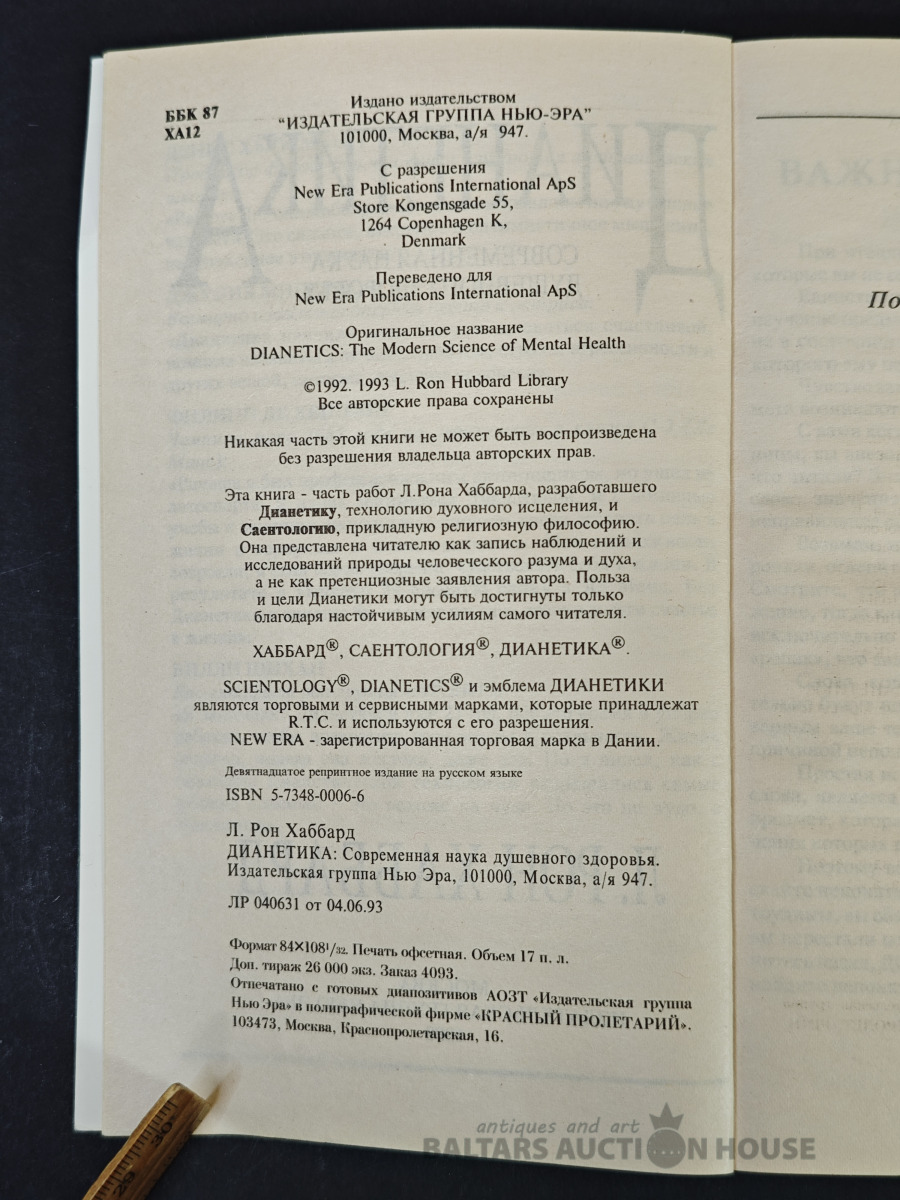 ББК 87
ХА12
Издано издательством
"ИЗДАТЕЛЬСКАЯ ГРУППА НЬЮ-ЭРА"
101000, Москва, а/я 947.
С разрешения
New Era Publications International ApS
Store Kongensgade 55,
1264 Copenhagen K,
Denmark
Переведено для
New Era Publications International ApS
Оригинальное название
DIANETICS: The Modern Science of Mental Health
©1992. 1993 L. Ron Hubbard Library
Все авторские права сохранены
Никакая часть этой книги не может быть воспроизведена
без разрешения владельца авторских прав.
Эта книга - часть работ Л.Рона Хаббарда, разработавшего
Дианетику, технологию духовного исцеления, и
Саентологию, прикладную религиозную философию.
Она представлена читателю как запись наблюдений и
исследований природы человеческого разума и духа,
а не как претенциозные заявления автора. Польза
и цели Дианетики могут быть достигнуты только
благодаря настойчивым усилиям самого читателя.
ХАББАРД®, САЕНТОЛОГИЯ®, ДИАНЕТИКА®.
SCIENTOLOGY®, DIANETICS® и эмблема ДИАНЕТИКИ
являются торговыми и сервисными марками, которые принадлежат
R.T.C. и используются с его разрешения.
NEW ERA - зарегистрированная торговая марка в Дании.
Девятнадцатое репринтное издание на русском языке
ISBN 5-7348-0006-6
Л. Рон Хаббард
ДИАНЕТИКА: Современная наука душевного здоровья.
Издательская группа Нью Эра, 101000, Москва, а/я 947.
ЛР 040631 от 04.06.93
Формат 84×108¹/₃₂. Печать офсетная. Объем 17 п. л.
Доп. тираж 26 000 экз. Заказ 4093.
Отпечатано с готовых диапозитивов АОЗТ «Издательская группа
Нью Эра» в полиграфической фирме «КРАСНЫЙ ПРОЛЕТАРИЙ».
103473, Москва, Краснопролетарская, 16.
По
30
29
antiques and art
BALTARS AUCTION HOUSE